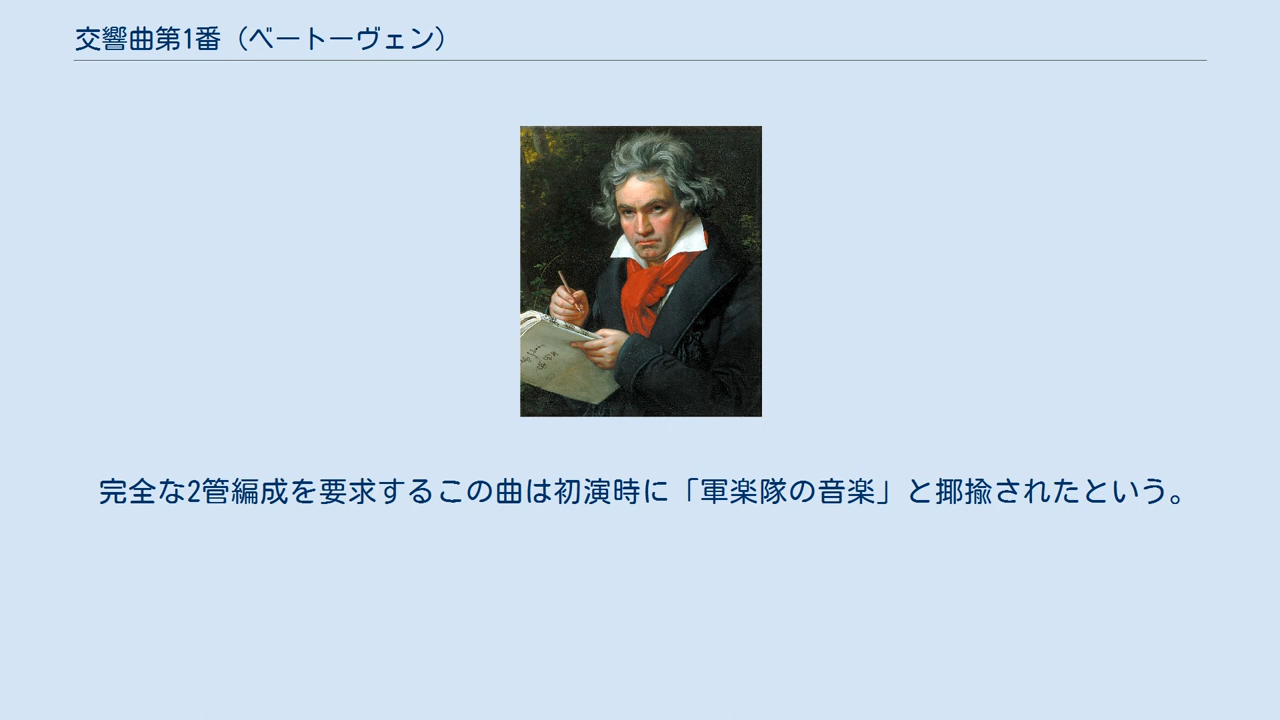 交響曲第1番（ベートーヴェン）
完全な2管編成を要求するこの曲は初演時に「軍楽隊の音楽」と揶揄されたという。